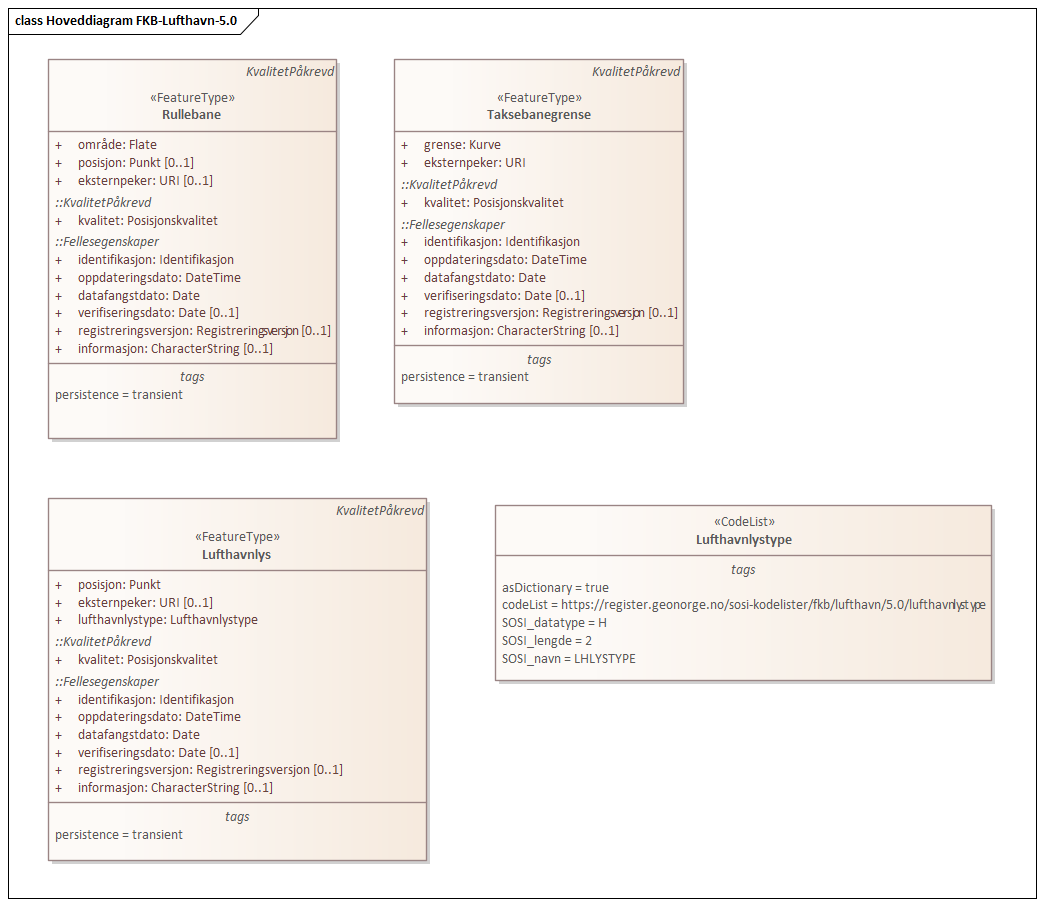 class Hoveddiagram FKB-Lufthavn-5.0
KvalitetPåkrevd
«FeatureType»
Rullebane
+ område: Flate
+ posisjon: Punkt [0..1]
+ eksternpeker: URI [0..1]
::KvalitetPåkrevd
+ kvalitet: Posisjonskvalitet
::Fellesegenskaper
+ identifikasjon: Identifikasjon
+ oppdateringsdato: DateTime
+ datafangstdato: Date
+ verifiseringsdato: Date [0..1]
+ registreringsversjon: Registreringsversjon [0..1]
+ informasjon: CharacterString [0..1]
tags
persistence = transient
KvalitetPåkrevd
«FeatureType»
Taksebanegrense
+ grense: Kurve
+ eksternpeker: URI
::KvalitetPåkrevd
+ kvalitet: Posisjonskvalitet
::Fellesegenskaper
+ identifikasjon: Identifikasjon
+ oppdateringsdato: DateTime
+ datafangstdato: Date
+ verifiseringsdato: Date [0..1]
+ registreringsversjon: Registreringsversjon [0..1]
+ informasjon: CharacterString [0..1]
tags
persistence = transient
KvalitetPåkrevd
«FeatureType»
Lufthavnlys
+ posisjon: Punkt
+ eksternpeker: URI [0..1]
+ lufthavnlystype: Lufthavnlystype
::KvalitetPåkrevd
+ kvalitet: Posisjonskvalitet
::Fellesegenskaper
+ identifikasjon: Identifikasjon
+ oppdateringsdato: DateTime
+ datafangstdato: Date
+ verifiseringsdato: Date [0..1]
+ registreringsversjon: Registreringsversjon [0..1]
+ informasjon: CharacterString [0..1]
tags
persistence = transient
«CodeList»
Lufthavnlystype
tags
asDictionary = true
codeList = https://register.geonorge.no/sosi-kodelister/fkb/lufthavn/5.0/lufthavnlystype
SOSI_datatype = H
SOSI_lengde = 2
SOSI_navn = LHLYSTYPE